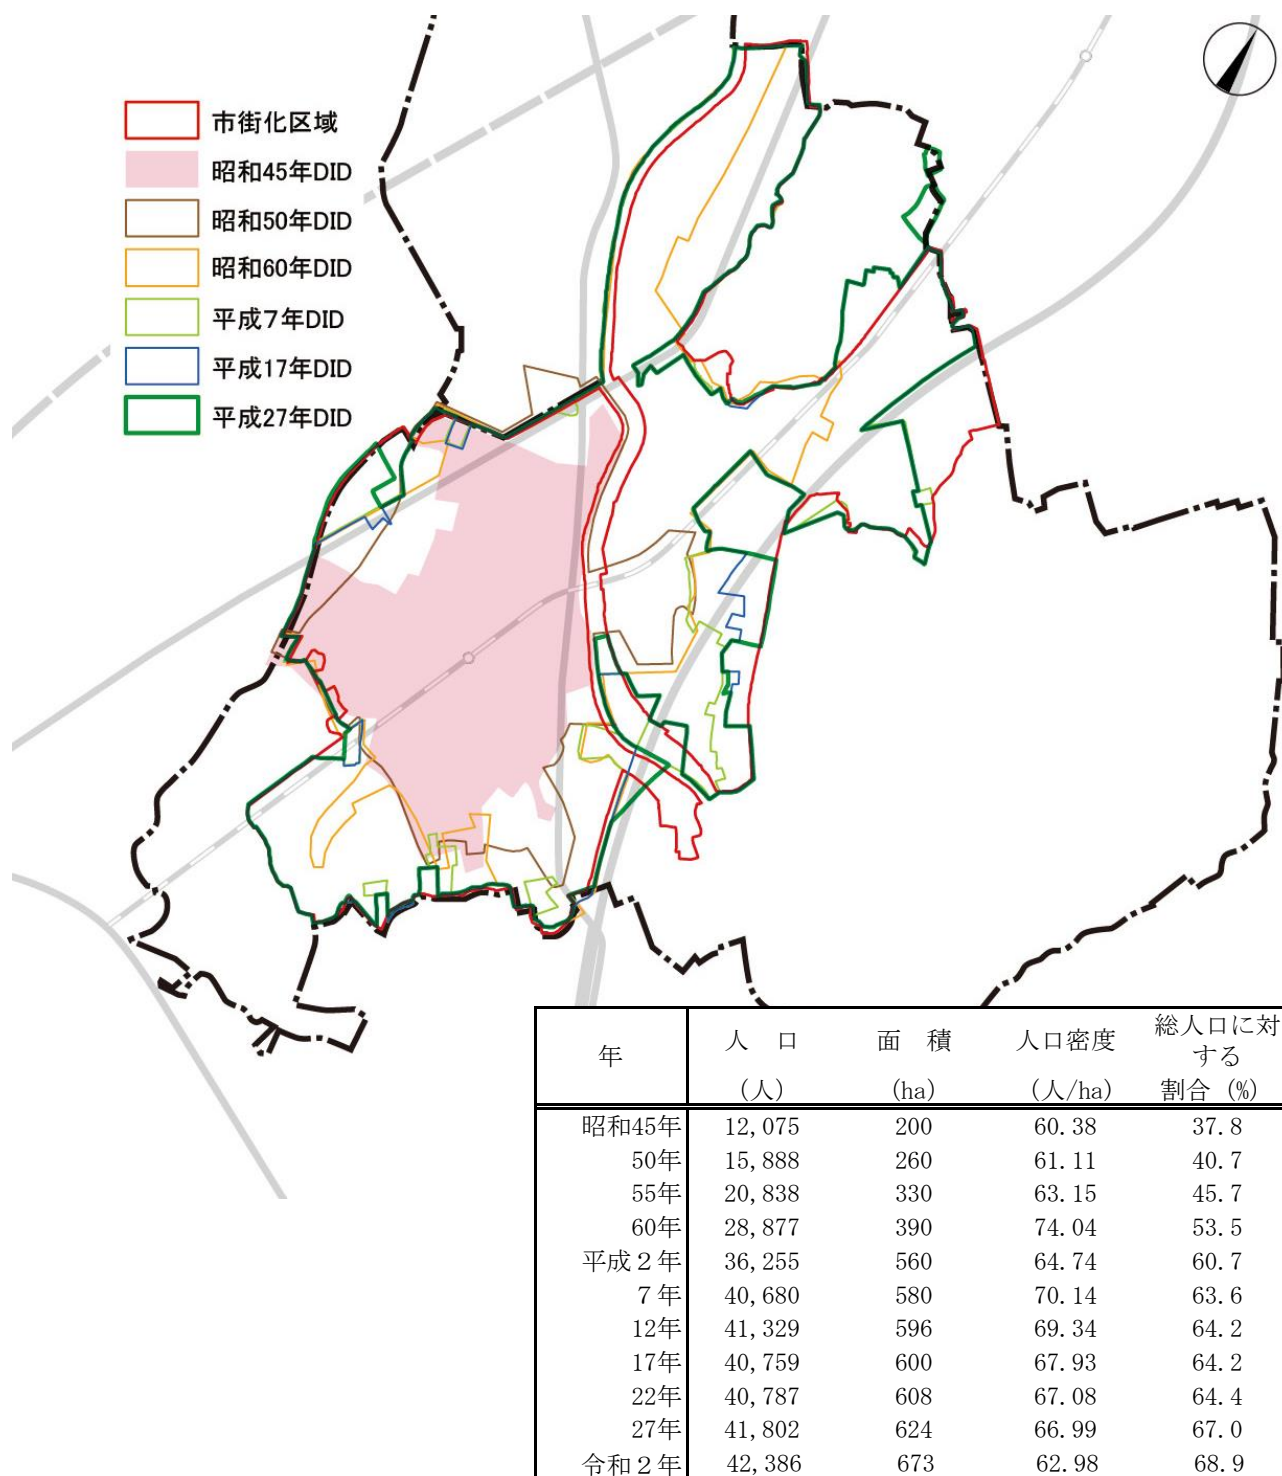 市街化区域
昭和45年DID
昭和50年DID
昭和60年DID
平成7年DID
平成17年DID
平成27年DID
年 人　口 面　積 人口密度 総人口に対
する
(人) (ha) (人/ha) 割合 (%)
昭和45年 12,075 200 60.38 37.8
50年 15,888 260 61.11 40.7
55年 20,838 330 63.15 45.7
60年 28,877 390 74.04 53.5
平成２年 36,255 560 64.74 60.7
７年 40,680 580 70.14 63.6
12年 41,329 596 69.34 64.2
17年 40,759 600 67.93 64.2
22年 40,787 608 67.08 64.4
27年 41,802 624 66.99 67.0
令和２年 42,386 673 62.98 68.9